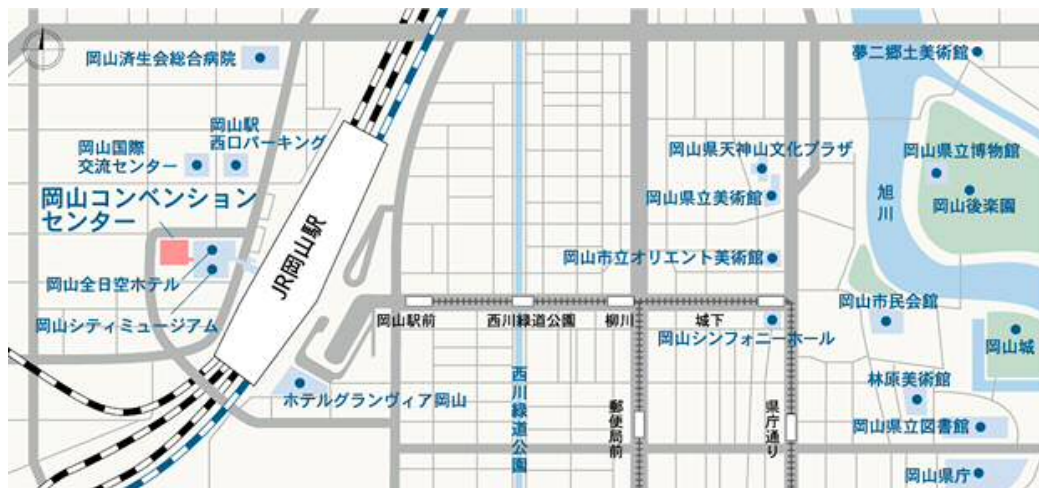 岡山済生会総合病院
夢二郷土美術館
岡山駅
西口パーキング
岡山国際
交流センター
岡山県天神山文化プラザ
岡山県立博物館
岡山コンベンション
センター
岡山県立美術館
旭川
岡山後楽園
JR岡山駅
岡山市立オリエント美術館
岡山全日空ホテル
岡山シティミュージアム
岡山駅前
西川緑道公園
柳川
城下
岡山市民会館
岡山シンフォニーホール
岡山城
西川緑道公園
ホテルグランヴィア岡山
郵便局前
県庁通り
林原美術館
岡山県立図書館
岡山県庁